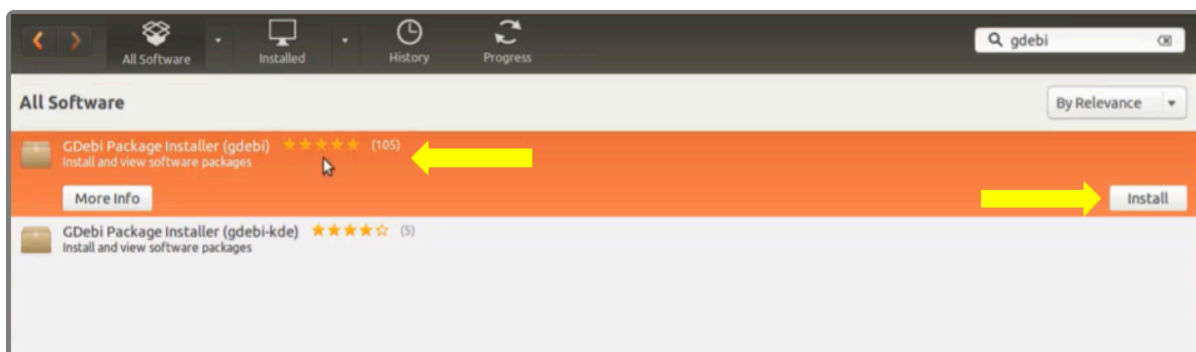 All Software
Installed
History
Progress
gdebi
All Software
By Relevance
GDebi Package Installer (gdebi) (105)
Install and view software packages
More Info
Install
GDebi Package Installer (gdebi-kde) (5)
Install and view software packages